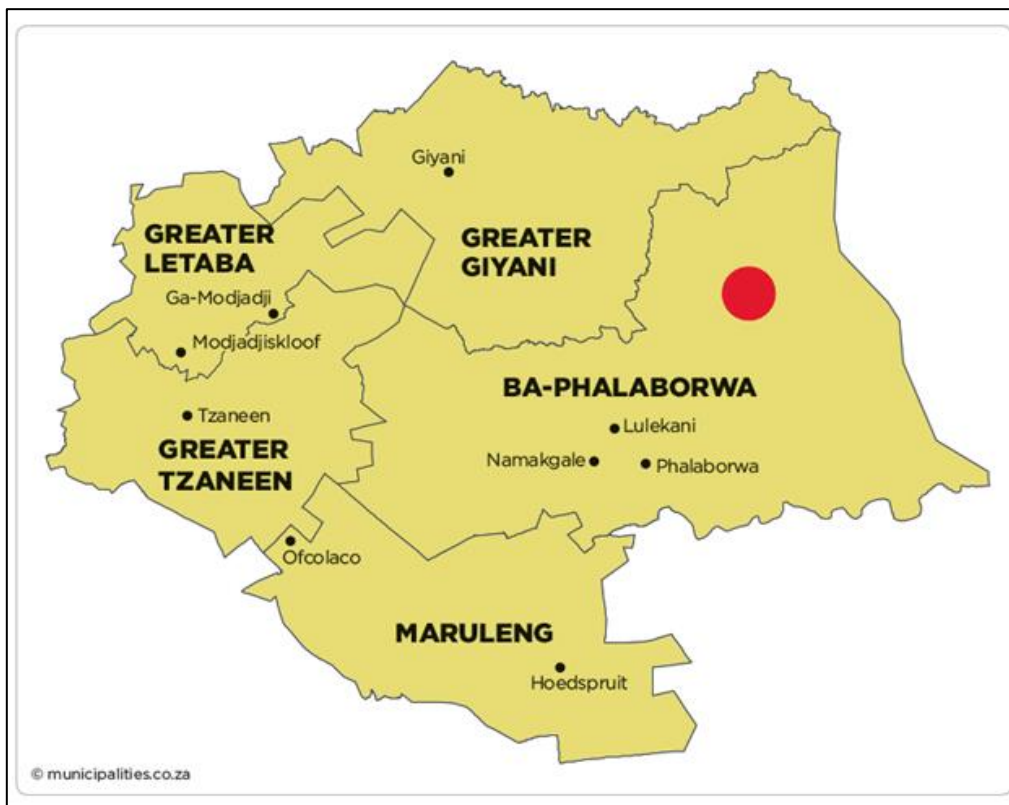 Giyani
GREATER
LETABA
GREATER
GIYANI
Ga-Modjadji
Modjadjiskloof
BA-PHALABORWA
Tzaneen
Lulekani
GREATER
TZANEEN
Namakgale
Phalaborwa
Ofcolaco
MARULENG
Hoedspruit
© municipalities.co.za